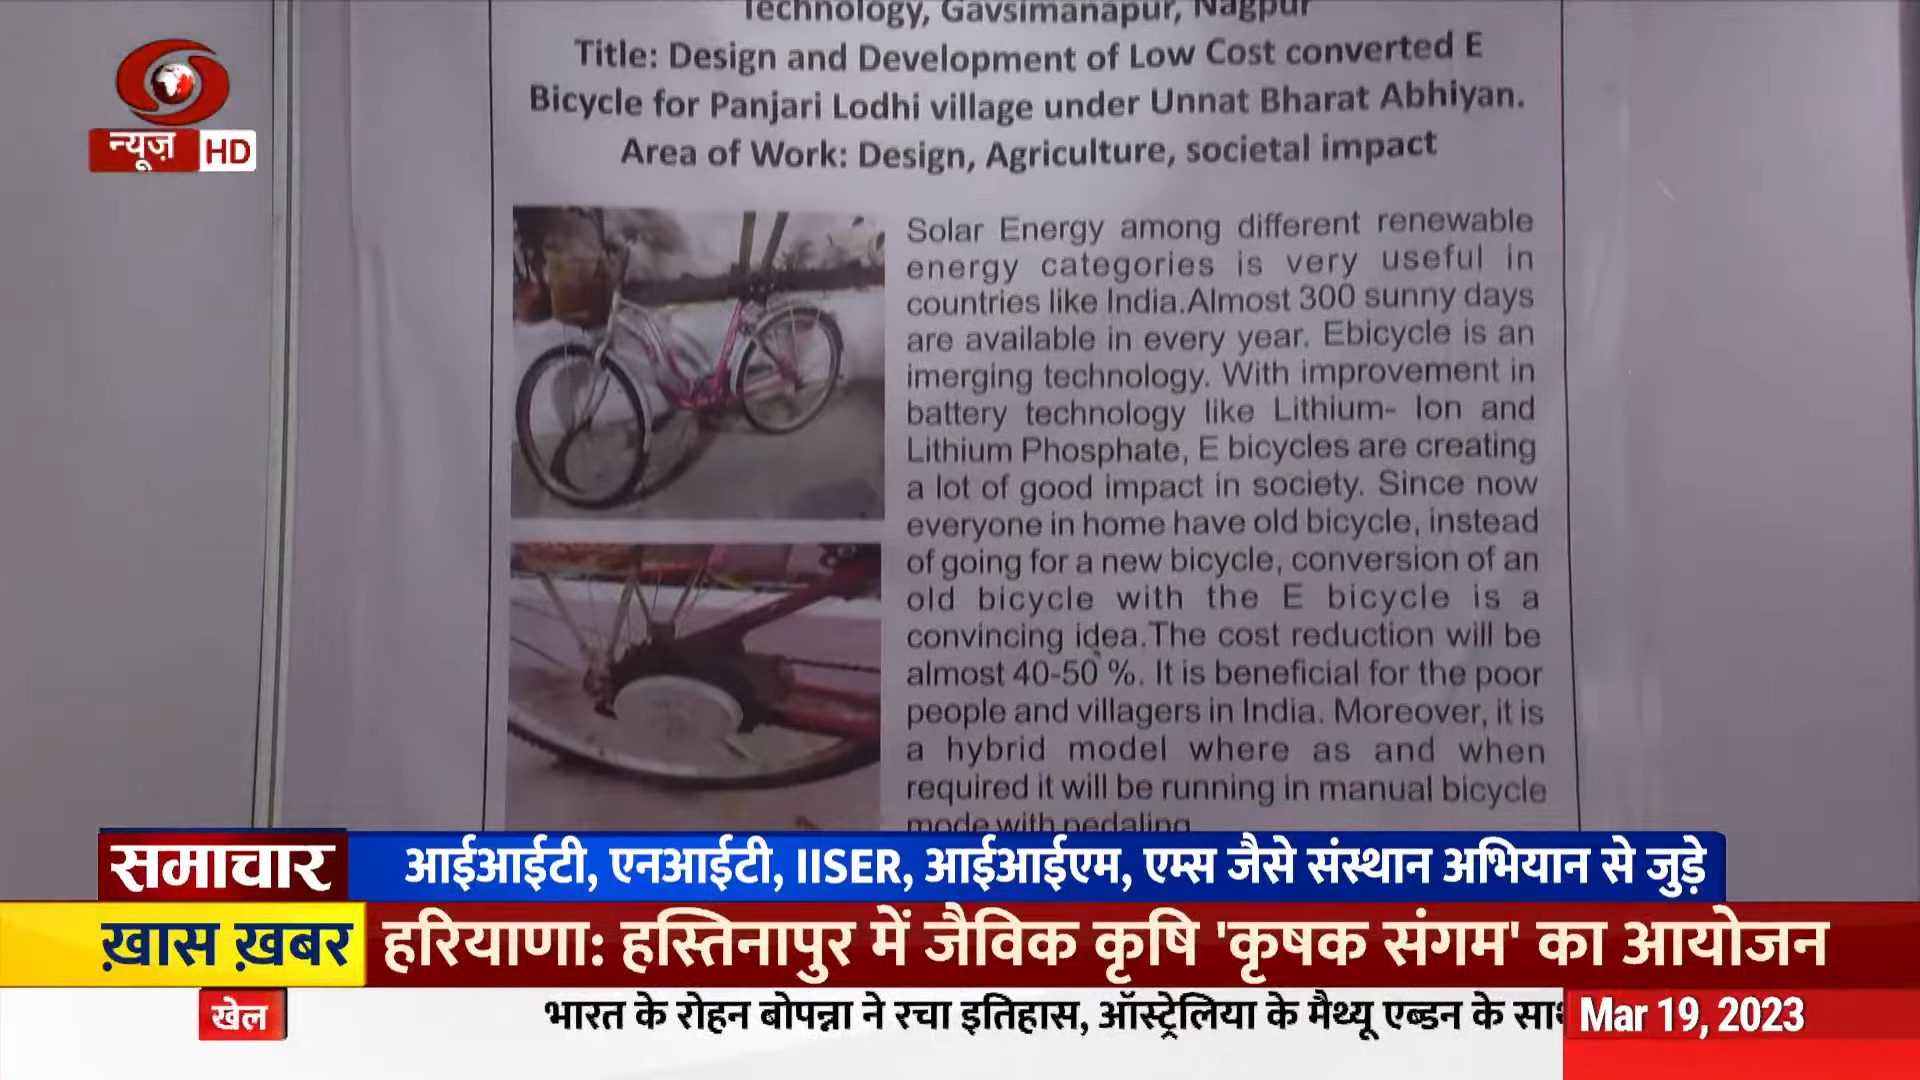 Technology, Gavsimanapur, Nagpur
Title: Design and Development of Low Cost converted E
Bicycle for Panjari Lodhi village under Unnat Bharat Abhiyan.
Area of Work: Design, Agriculture, societal impact
न्यूज़ HD
Solar Energy among different renewable
energy categories is very useful in
countries like India.Almost 300 sunny days
are available in every year. Ebicycle is an
imerging technology. With improvement in
battery technology like Lithium- Ion and
Lithium Phosphate, E bicycles are creating
a lot of good impact in society. Since now
everyone in home have old bicycle, instead
of going for a new bicycle, conversion of an
old bicycle with the E bicycle is a
convincing idea.The cost reduction will be
almost 40-50 %. It is beneficial for the poor
people and villagers in India. Moreover, it is
a hybrid model where as and when
required it will be running in manual bicycle
mode with pedaling
समाचार
आईआईटी, एनआईटी, IISER, आईआईएम, एम्स जैसे संस्थान अभियान से जुड़े
ख़ास ख़बर
हरियाणा: हस्तिनापुर में जैविक कृषि 'कृषक संगम' का आयोजन
खेल
भारत के रोहन बोपन्ना ने रचा इतिहास, ऑस्ट्रेलिया के मैथ्यू एब्डन के साथ
Mar 19, 2023